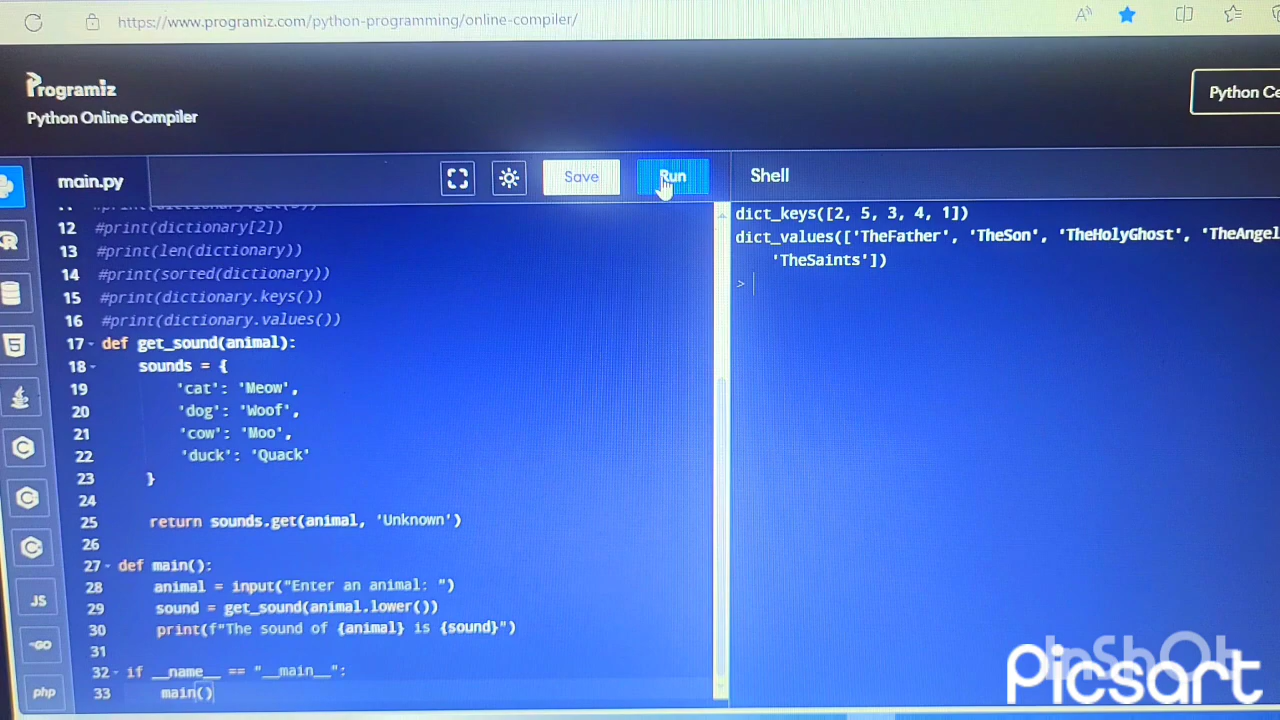 https://www.programiz.com/python-programming/online-compiler/
Programiz
Python Online Compiler
Python Ce
main.py
Save
Run
Shell
12 #print(dictionary[2])
13 #print(len(dictionary))
14 #print(sorted(dictionary))
15 #print(dictionary.keys())
16 #print(dictionary.values())
17 def get_sound(animal):
18 sounds = {
19 'cat': 'Meow',
20 'dog': 'Woof',
21 'cow': 'Moo',
22 'duck': 'Quack'
23 }
24
25 return sounds.get(animal, 'Unknown')
26
27 def main():
28 animal = input("Enter an animal: ")
29 sound = get_sound(animal.lower())
30 print(f"The sound of {animal} is {sound}")
31
32 if __name__ == "__main__":
33 main()
dict_keys([2, 5, 3, 4, 1])
dict_values(['TheFather', 'TheSon', 'TheHolyGhost', 'TheAngel
'TheSaints'])
>
R
5
C
JS
GO
php
InShOt
Picsart